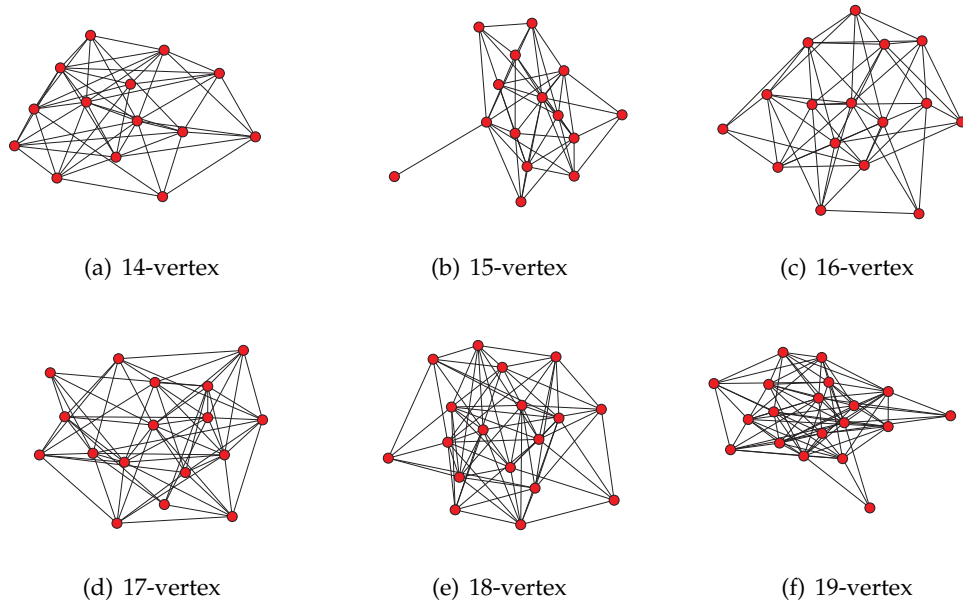 (a) 14-vertex
(b) 15-vertex
(c) 16-vertex
(d) 17-vertex
(e) 18-vertex
(f) 19-vertex